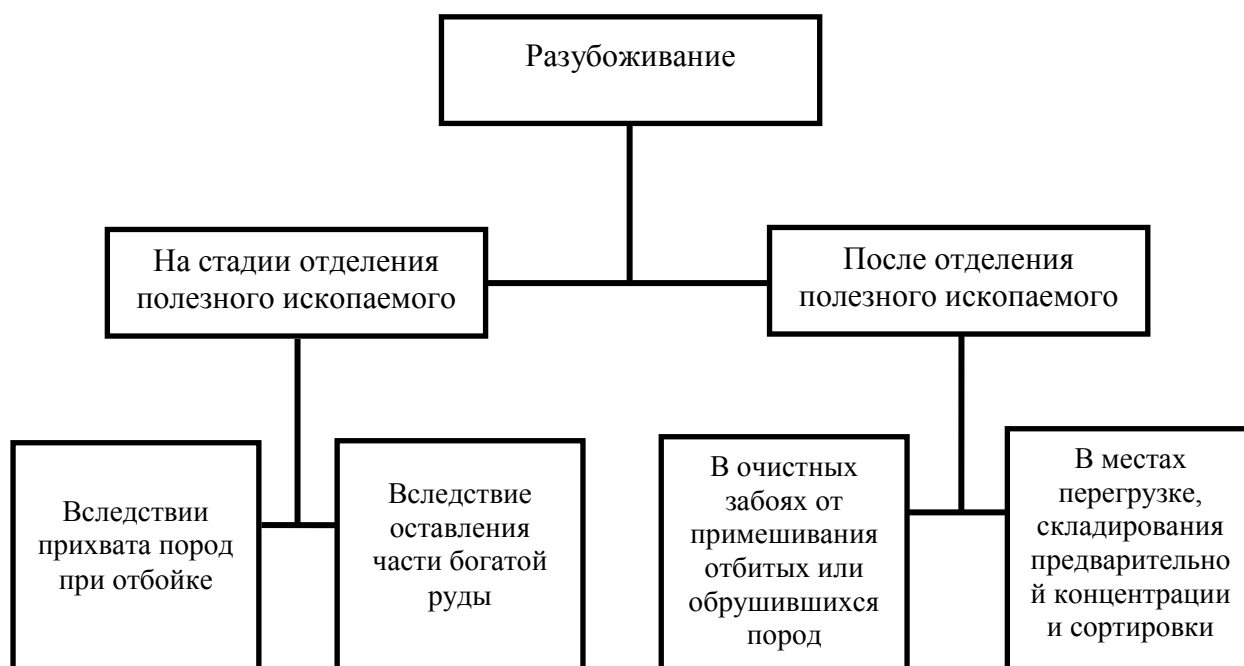 Разубоживание
На стадии отделения
полезного ископаемого
После отделения
полезного ископаемого
Вследствии
прихвата пород
при отбойке
Вследствие
оставления
части богатой
руды
В очистных
забоях от
примешивания
отбитых или
обрушившихся
пород
В местах
перегрузке,
складирования
предварительно
й концентрации
и сортировки